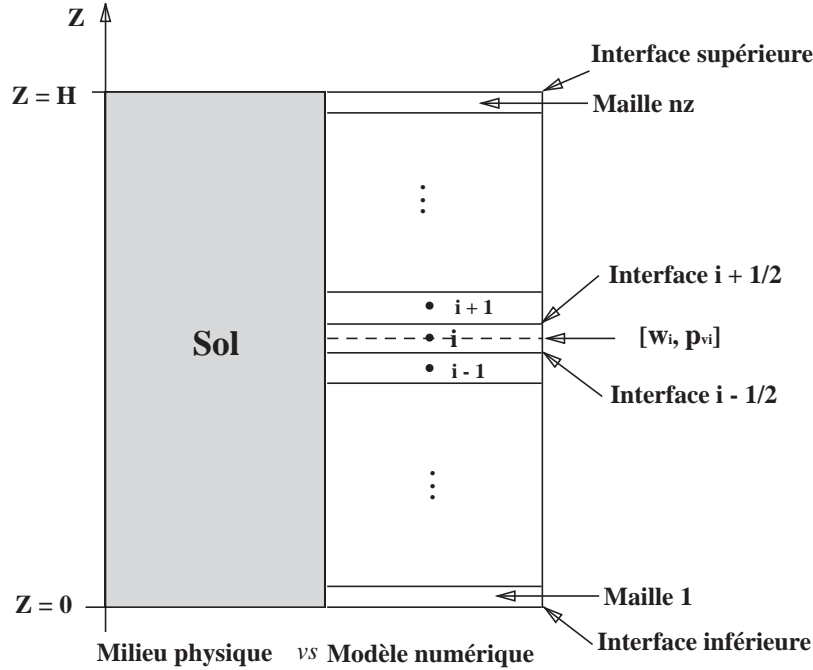 Z
Interface supérieure
Z = H
Maille nz
Interface i + 1/2
i + 1
Sol
i
[wi, pvi]
i - 1
Interface i - 1/2
Maille 1
Z = 0
Interface inférieure
Milieu physique vs Modèle numérique